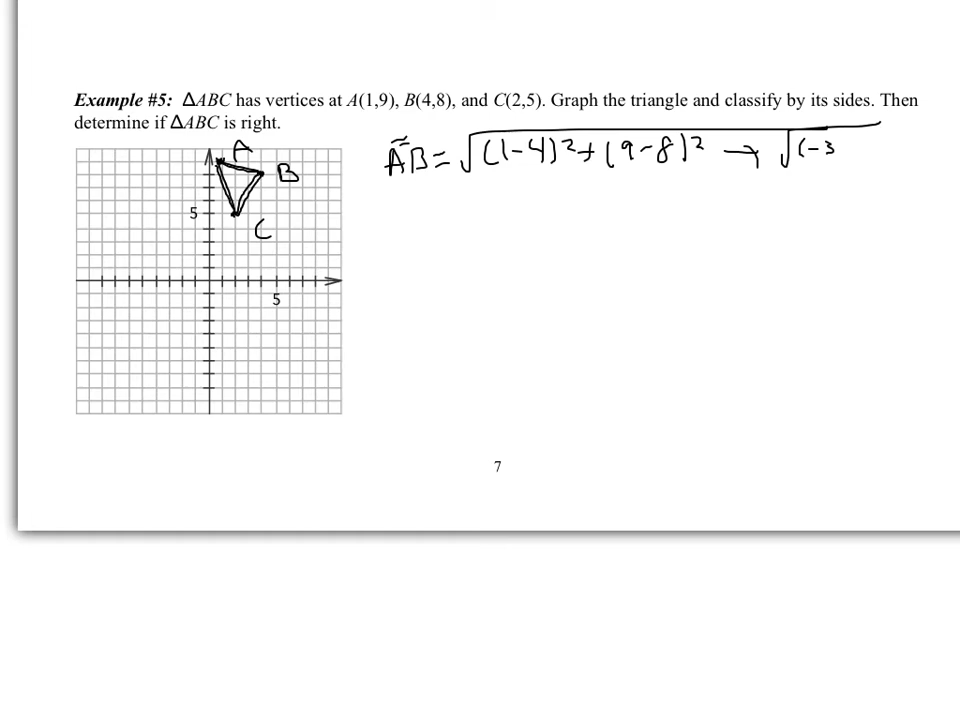 Example #5: ΔABC has vertices at A(1,9), B(4,8), and C(2,5). Graph the triangle and classify by its sides. Then
determine if ΔABC is right.
AB = √(1-4)²+(9-8)² → √(-3
A
B
5
C
5
7